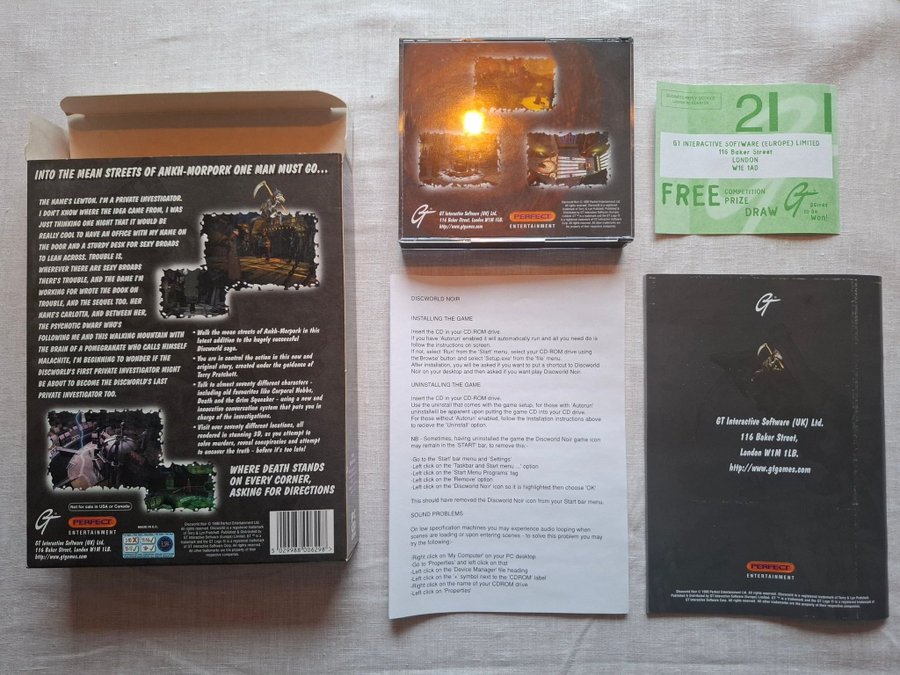 INTO THE MEAN STREETS OF ANKH-MORPORK ONE MAN MUST GO...
THE NAME'S LEWTON. I'M A PRIVATE INVESTIGATOR.
I DON'T KNOW WHERE THE IDEA CAME FROM, I WAS
JUST THINKING ONE NIGHT THAT IT WOULD BE
REALLY COOL TO HAVE AN OFFICE WITH MY NAME ON
THE DOOR AND A STURDY DESK FOR SEXY BROADS
TO LEAN ACROSS. TROUBLE IS,
WHEREVER THERE ARE SEXY BROADS
THERE'S TROUBLE, AND THE DAME I'M
WORKING FOR WROTE THE BOOK ON
TROUBLE, AND THE SEQUEL TOO. HER
NAME'S CARLOTTA, AND BETWEEN HER,
THE PSYCHOTIC DWARF WHO'S
FOLLOWING ME AND THIS WALKING MOUNTAIN WITH
THE BRAIN OF A POMEGRANATE WHO CALLS HIMSELF
MALACHITE, I'M BEGINNING TO WONDER IF THE
DISCWORLD'S FIRST PRIVATE INVESTIGATOR MIGHT
BE ABOUT TO BECOME THE DISCWORLD'S LAST
PRIVATE INVESTIGATOR TOO.
• Walk the mean streets of Ankh-Morpork in this
latest addition to the hugely successful
Discworld saga.
• You are in control of the action in this new and
original story, created under the guidance of
Terry Pratchett.
• Talk to almost seventy different characters -
including old favourites like Corporal Nobbs,
Death and the Grim Squeaker - using a new and
innovative conversation system that puts you in
charge of the investigations.
• Visit over seventy different locations, all
rendered in stunning 3D, as you attempt to
solve murders, reveal conspiracies and attempt
to uncover the truth - before it's too late!
WHERE DEATH STANDS
ON EVERY CORNER,
ASKING FOR DIRECTIONS
Not for sale in USA or Canada
PERFECT
ENTERTAINMENT
MADE IN E.C.
GT Interactive Software (UK) Ltd.
116 Baker Street, London W1M 1LB.
http://www.gtgames.com
5 029988 006298
GT Interactive Software (UK) Ltd.
116 Baker Street, London W1M 1LB.
http://www.gtgames.com
PERFECT
ENTERTAINMENT
21
GT INTERACTIVE SOFTWARE (EUROPE) LIMITED
116 Baker Street
LONDON
W1E 1AD
FREE COMPETITION
PRIZE
DRAW
DISCWORLD NOIR
INSTALLING THE GAME
Insert the CD in your CD-ROM drive.
If you have 'Autorun' enabled it will automatically run and all you need do is
follow the instructions on screen.
If not, select 'Run' from the 'Start' menu, select your CD-ROM drive using
the Browse' button and select 'Setup.exe' from the 'file' menu.
After installation, you will be asked if you want to put a shortcut to Discworld
Noir on your desktop and then asked if you want play Discworld Noir.
UNINSTALLING THE GAME
Insert the CD in your CD-ROM drive.
Use the uninstall that comes with the game setup, for those with 'Autorun'
uninstallwill be apparent upon putting the game CD into your CD drive.
For those without 'Autorun' enabled, follow the Installation instructions above
to recieve the 'Uninstall' option.
NB - Sometimes, having uninstalled the game the Discworld Noir game icon
may remain in the 'START' bar, to remove this:-
-Go to the 'Start' bar menu and 'Settings'
-Left click on the 'Taskbar and Start menu ...' option
-Left click on the 'Start Menu Programs' tag
-Left click on the 'Remove' option
-Left click on the 'Discworld Noir' icon so it is highlighted then choose 'OK'
This should have removed the Discworld Noir icon from your Start bar menu.
SOUND PROBLEMS
On low specification machines you may experience audio looping when
scenes are loading or upon entering scenes - to solve this problem you may
try the following:-
-Right click on 'My Computer' on your PC desktop
-Go to 'Properties' and left click on that
-Left click on the 'Device Manager' file heading
-Left click on the '+' symbol next to the 'CDROM' label
-Right click on the name of your CDROM drive
-Left click on 'Properties'
GT Interactive Software (UK) Ltd.
116 Baker Street,
London W1M 1LB.
http://www.gtgames.com
PERFECT
ENTERTAINMENT